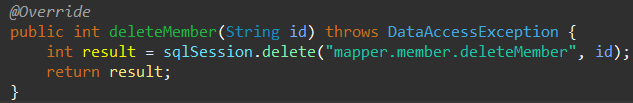 @Override
public int deleteMember(String id) throws DataAccessException {
    int result = sqlSession.delete("mapper.member.deleteMember", id);
    return result;
}